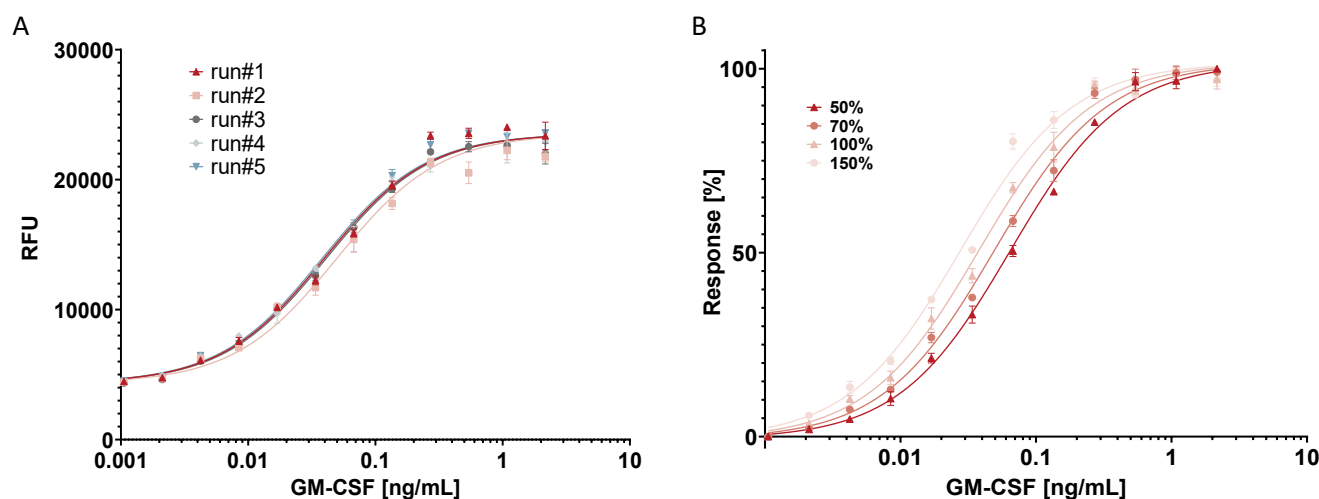 A
30000
20000
10000
0
RFU
run#1
run#2
run#3
run#4
run#5
0.001 0.01 0.1 1 10
GM-CSF [ng/mL]
B
100
50
0
Response [%]
50%
70%
100%
150%
0.01 0.1 1 10
GM-CSF [ng/mL]